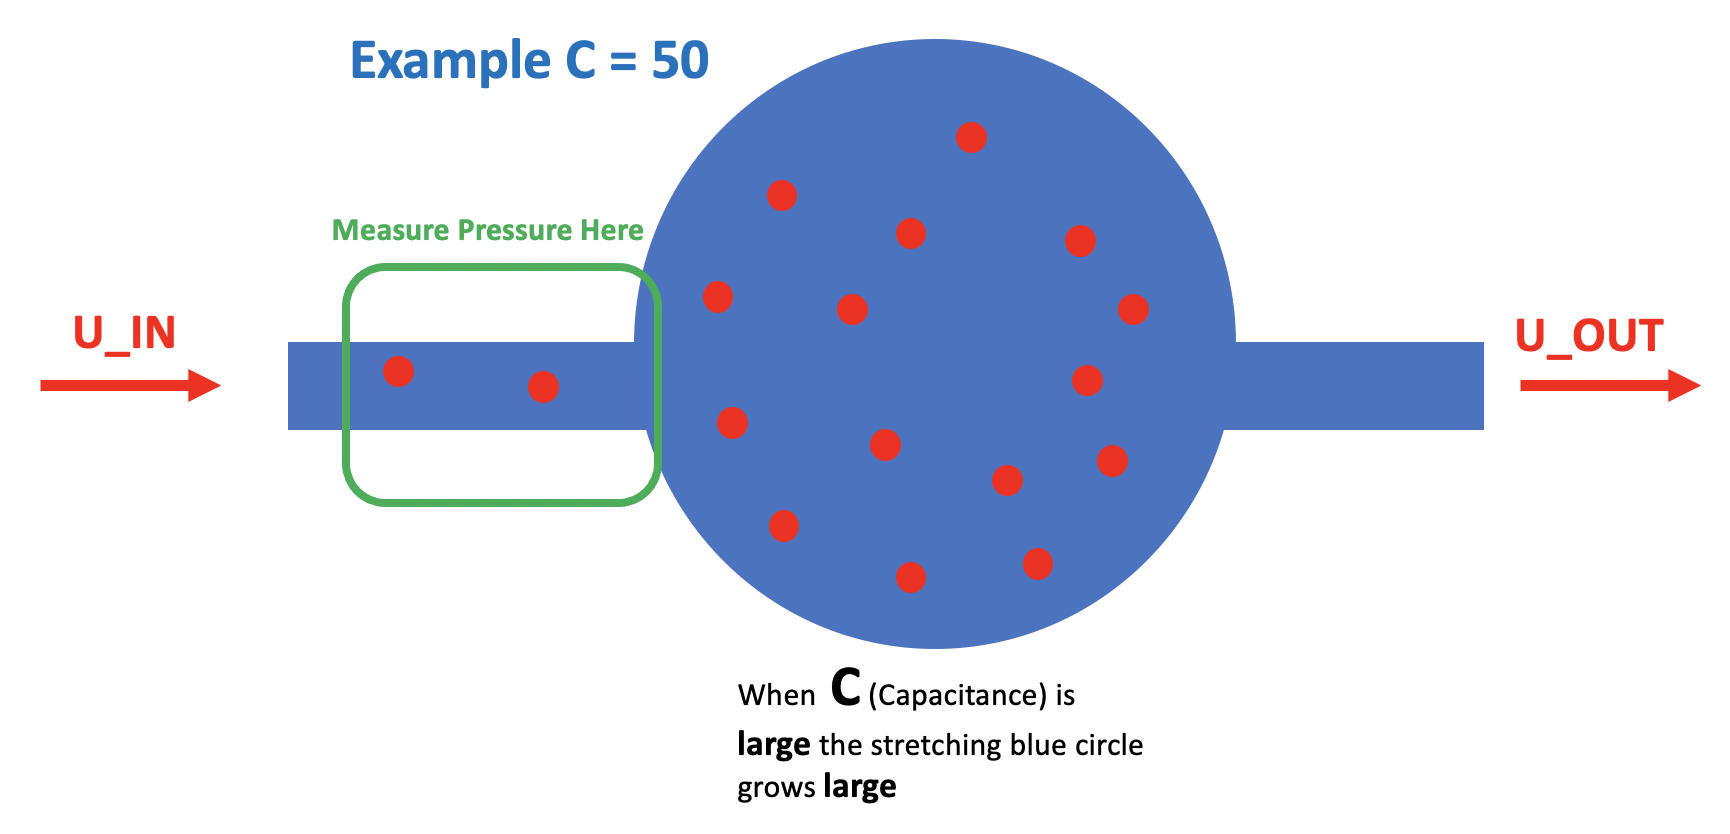 Example C = 50
Measure Pressure Here
U_IN
U_OUT
When C (Capacitance) is
large the stretching blue circle
grows large